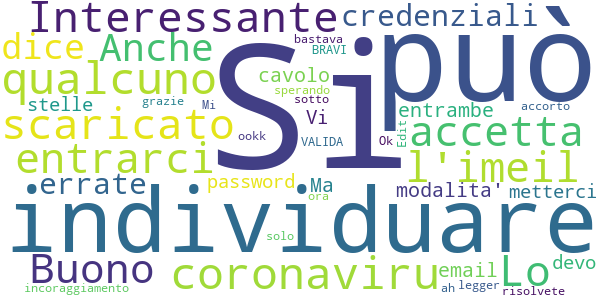 Interessante credenziali
dice Anche Si può bastava
BRAVI
qualcuno cavolo
sperando
stelle grazie Mi sotto entrambe accorto
scaricato ookk Vi VALIDA Ok Edit accetta
entrarci l'imeil
errate password Ma modalita' metterci
ora
individuare
solo
Buono coronaviru email Lo devo
incoraggiamento ah legger risolvete